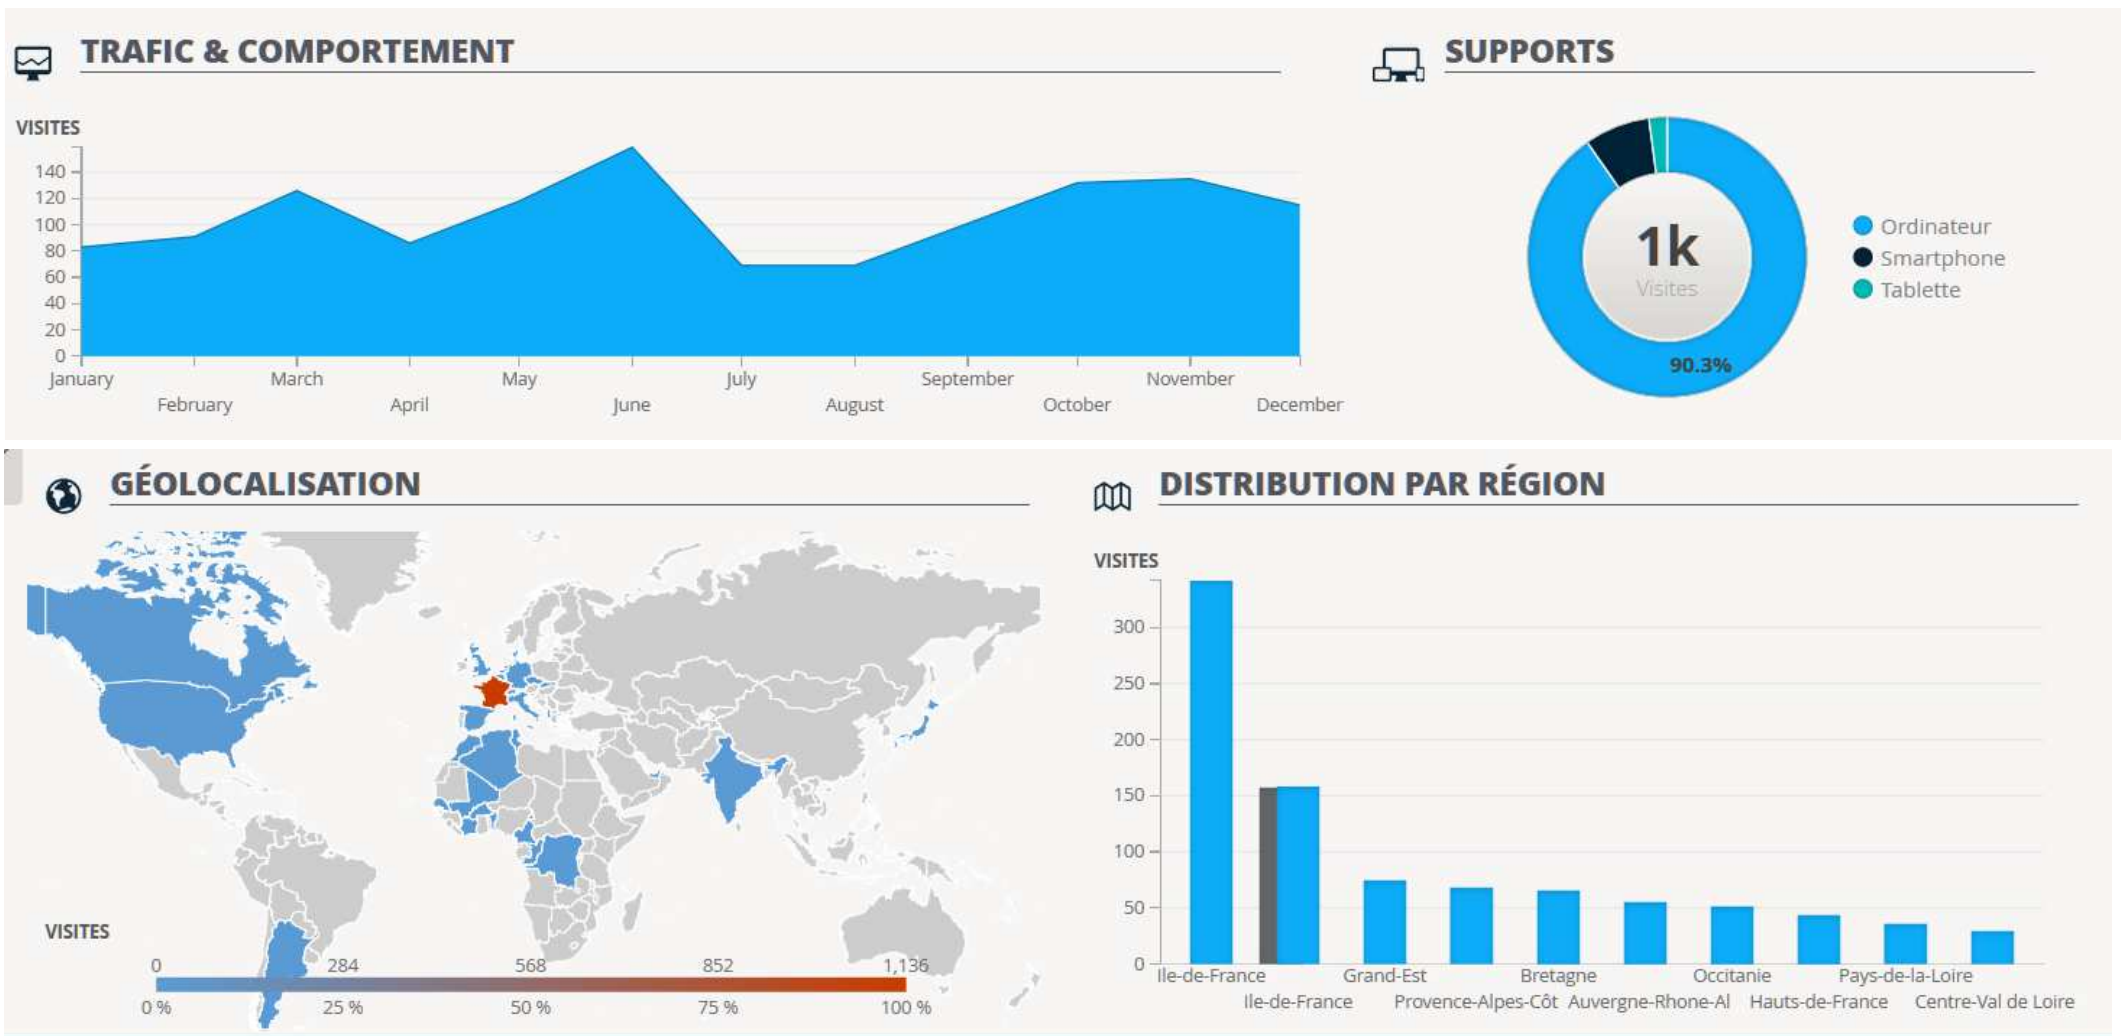 TRAFIC & COMPORTEMENT
VISITES
140
120
100
80
60
40
20
0
January
March
May
July
September
November
February
April
June
August
October
December
SUPPORTS
1k
Visites
90.3%
Ordinateur
Smartphone
Tablette
GÉOLOCALISATION
VISITES
0 284 568 852 1,136
0 % 25 % 50 % 75 % 100 %
DISTRIBUTION PAR RÉGION
VISITES
300
250
200
150
100
50
0
Ile-de-France Grand-Est Bretagne Occitanie Pays-de-la-Loire
Ile-de-France Provence-Alpes-Côt Auvergne-Rhone-Al Hauts-de-France Centre-Val de Loire